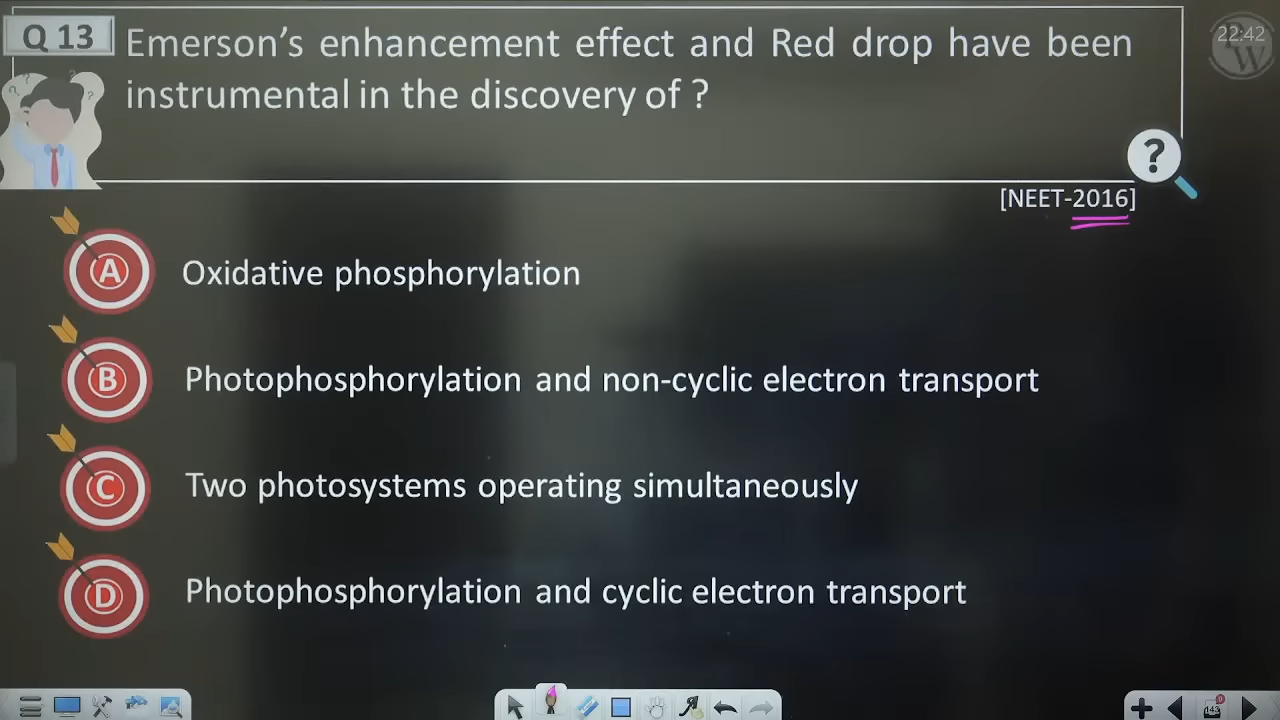 Q 13
Emerson’s enhancement effect and Red drop have been
instrumental in the discovery of ?
22:42
?
[NEET-2016]
A
Oxidative phosphorylation
B
Photophosphorylation and non-cyclic electron transport
C
Two photosystems operating simultaneously
D
Photophosphorylation and cyclic electron transport